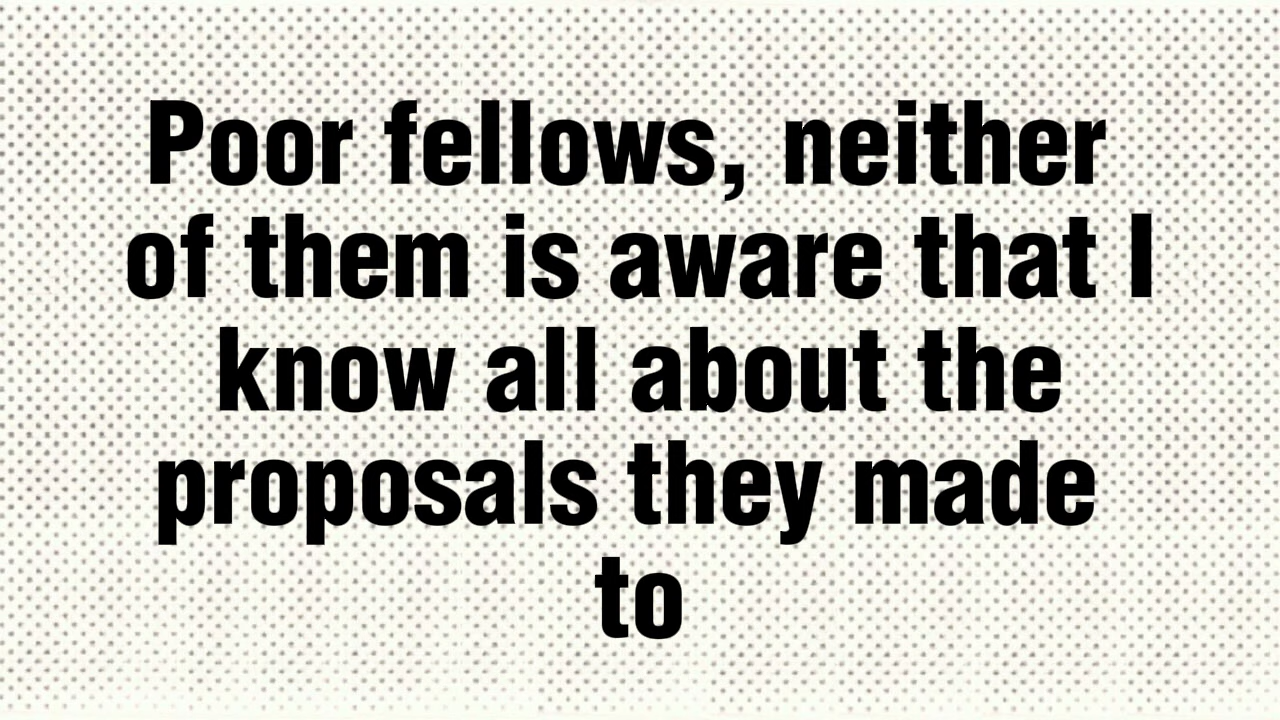 Poor fellows, neither
of them is aware that I
know all about the
proposals they made
to